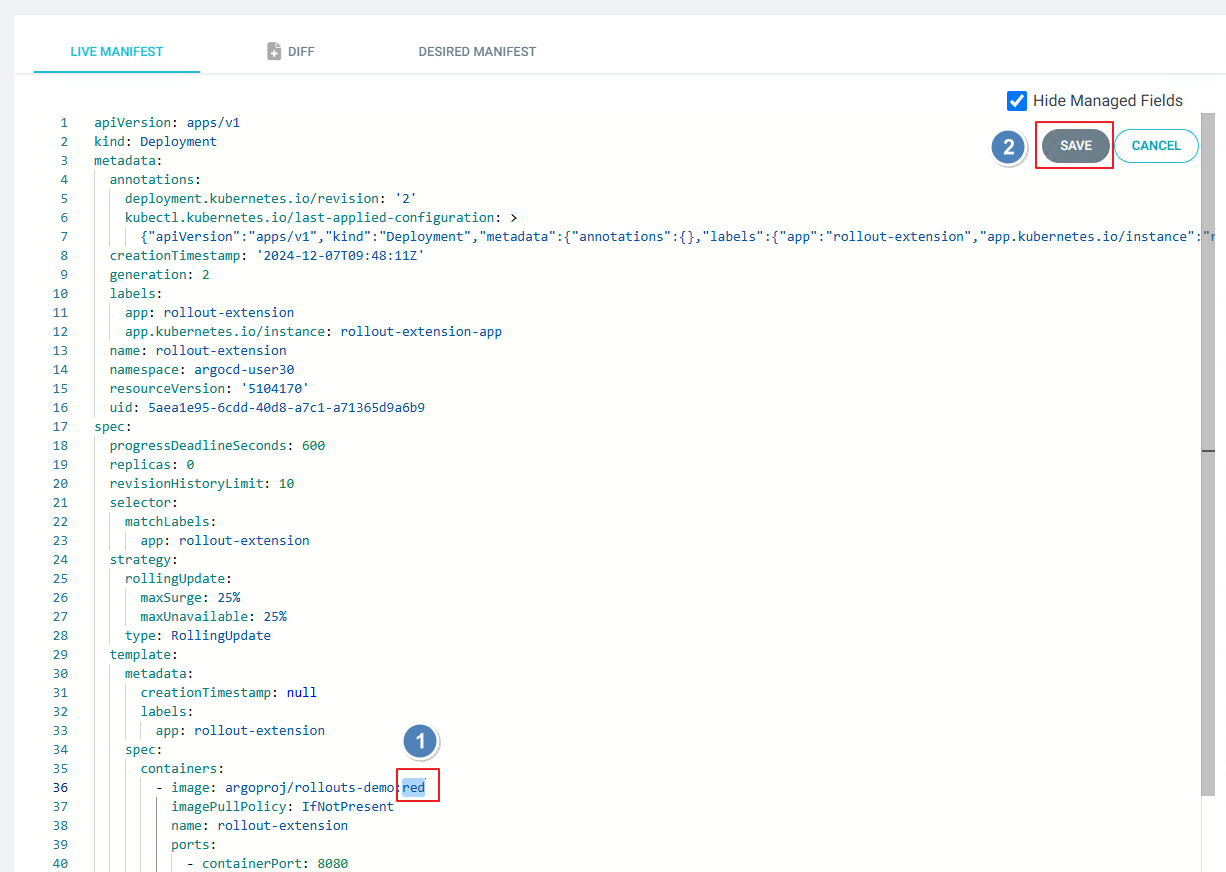 LIVE MANIFEST DIFF DESIRED MANIFEST
Hide Managed Fields
2 SAVE CANCEL
1 apiVersion: apps/v1
2 kind: Deployment
3 metadata:
4 annotations:
5 deployment.kubernetes.io/revision: '2'
6 kubectl.kubernetes.io/last-applied-configuration: >
7 {"apiVersion":"apps/v1","kind":"Deployment","metadata":{"annotations":{},"labels":{"app":"rollout-extension","app.kubernetes.io/instance":"r
8 creationTimestamp: '2024-12-07T09:48:11Z'
9 generation: 2
10 labels:
11 app: rollout-extension
12 app.kubernetes.io/instance: rollout-extension-app
13 name: rollout-extension
14 namespace: argocd-user30
15 resourceVersion: '5104170'
16 uid: 5aea1e95-6cdd-40d8-a7c1-a71365d9a6b9
17 spec:
18 progressDeadlineSeconds: 600
19 replicas: 0
20 revisionHistoryLimit: 10
21 selector:
22 matchLabels:
23 app: rollout-extension
24 strategy:
25 rollingUpdate:
26 maxSurge: 25%
27 maxUnavailable: 25%
28 type: RollingUpdate
29 template:
30 metadata:
31 creationTimestamp: null
32 labels:
33 app: rollout-extension
34 spec:
1
35 containers:
36 - image: argoproj/rollouts-demo:red
37 imagePullPolicy: IfNotPresent
38 name: rollout-extension
39 ports:
40 - containerPort: 8080